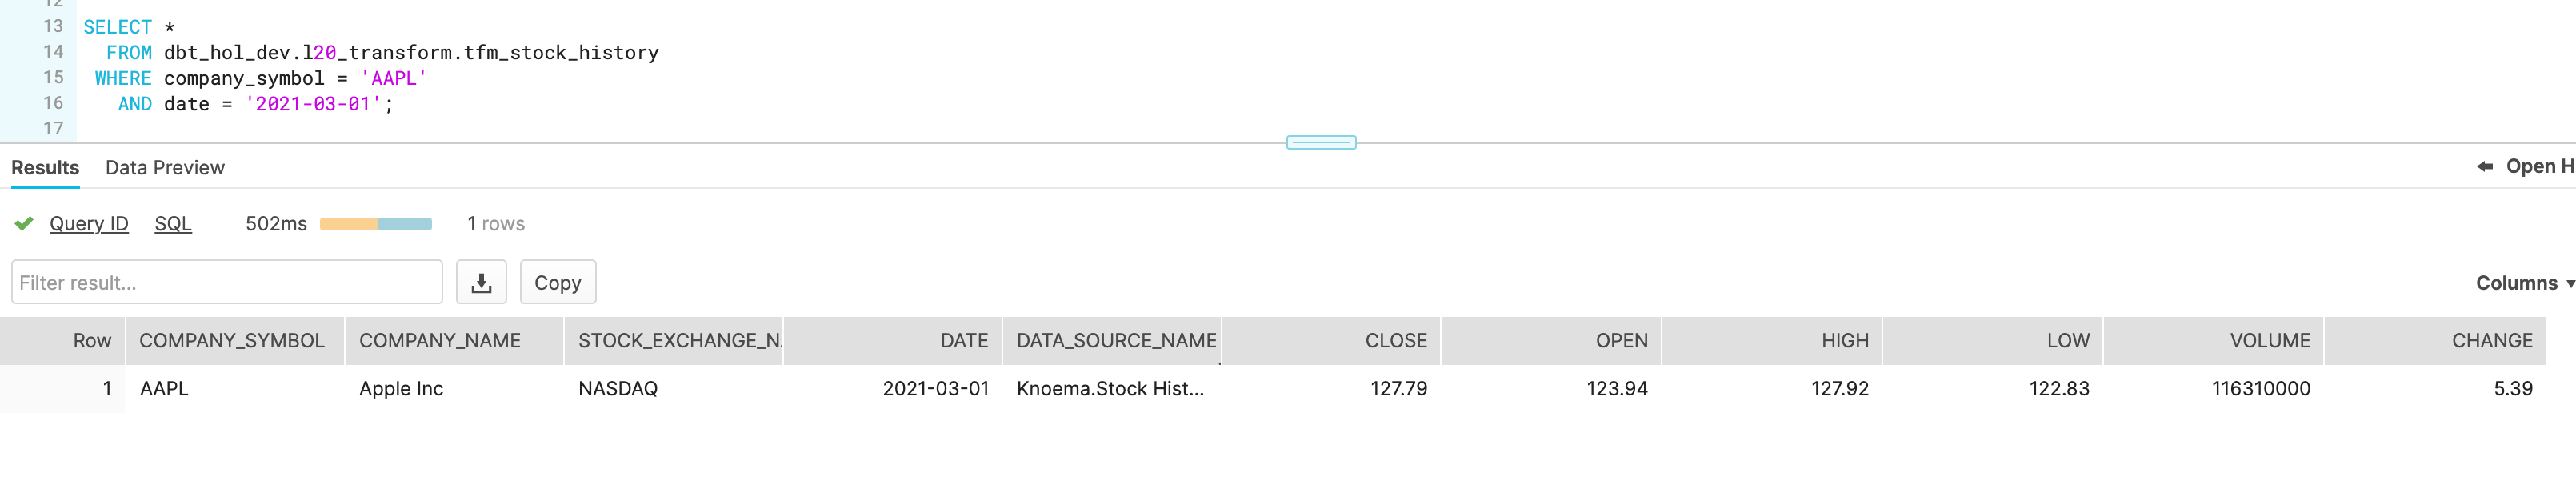 12
13 SELECT *
14 FROM dbt_hol_dev.l20_transform.tfm_stock_history
15 WHERE company_symbol = 'AAPL'
16 AND date = '2021-03-01';
17
Results Data Preview Open H
Query ID SQL 502ms 1 rows
Filter result... Copy Columns
Row COMPANY_SYMBOL COMPANY_NAME STOCK_EXCHANGE_NA DATE DATA_SOURCE_NAME CLOSE OPEN HIGH LOW VOLUME CHANGE
1 AAPL Apple Inc NASDAQ 2021-03-01 Knoema.Stock Hist... 127.79 123.94 127.92 122.83 116310000 5.39